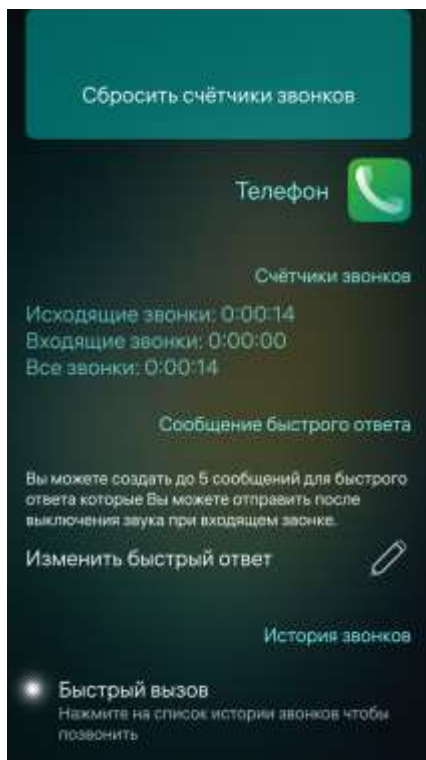 Сбросить счётчики звонков
Телефон
Счётчики звонков
Исходящие звонки: 0:00:14
Входящие звонки: 0:00:00
Все звонки: 0:00:14
Сообщение быстрого ответа
Вы можете создать до 5 сообщений для быстрого
ответа которые Вы можете отправить после
выключения звука при входящем звонке.
Изменить быстрый ответ
История звонков
Быстрый вызов
Нажмите на список истории звонков чтобы
позвонить